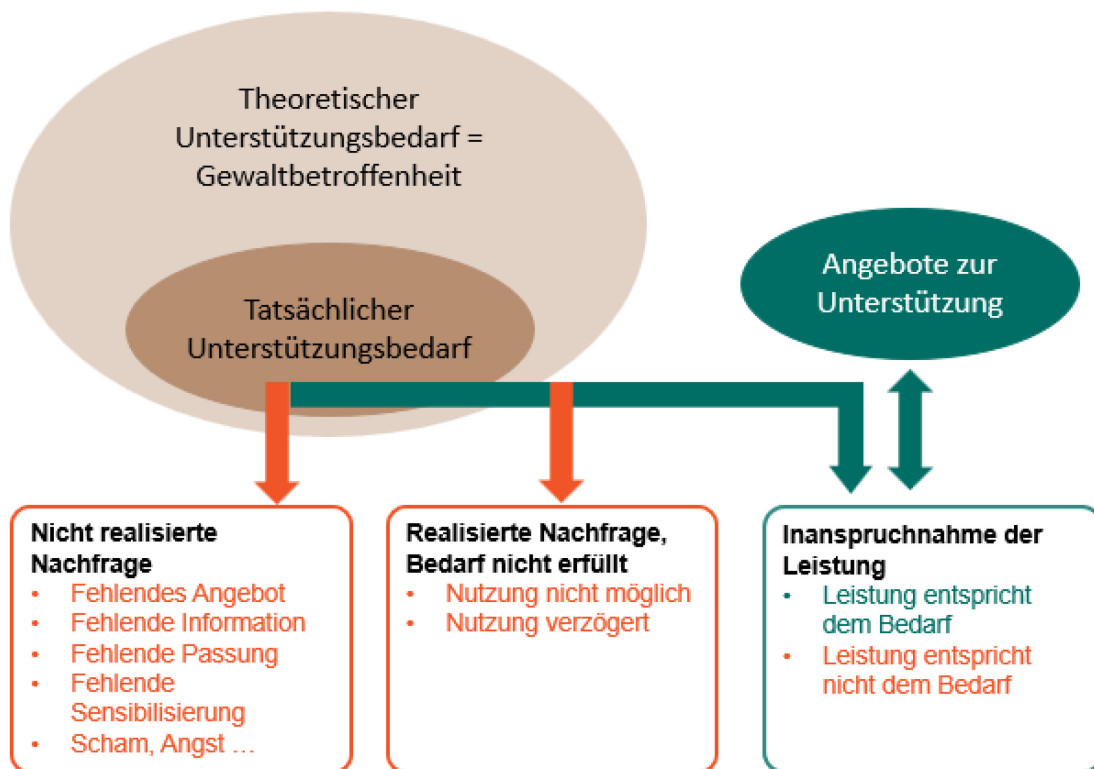 Theoretischer
Unterstützungsbedarf =
Gewaltbetroffenheit
Tatsächlicher
Unterstützungsbedarf
Angebote zur
Unterstützung
Nicht realisierte
Nachfrage
• Fehlendes Angebot
• Fehlende Information
• Fehlende Passung
• Fehlende
Sensibilisierung
• Scham, Angst ...
Realisierte Nachfrage,
Bedarf nicht erfüllt
• Nutzung nicht möglich
• Nutzung verzögert
Inanspruchnahme der
Leistung
• Leistung entspricht
dem Bedarf
• Leistung entspricht
nicht dem Bedarf